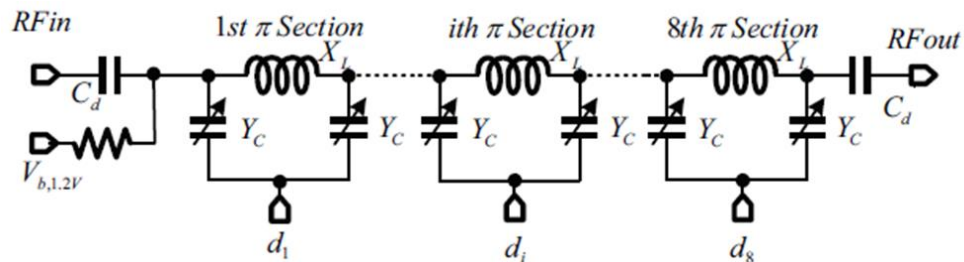 RFin
1st π Section
ith π Section
8th π Section
RFout
X_L
X_L
X_L
C_d
C_d
Y_C
Y_C
Y_C
Y_C
Y_C
Y_C
V_b,1.2V
d_1
d_i
d_8